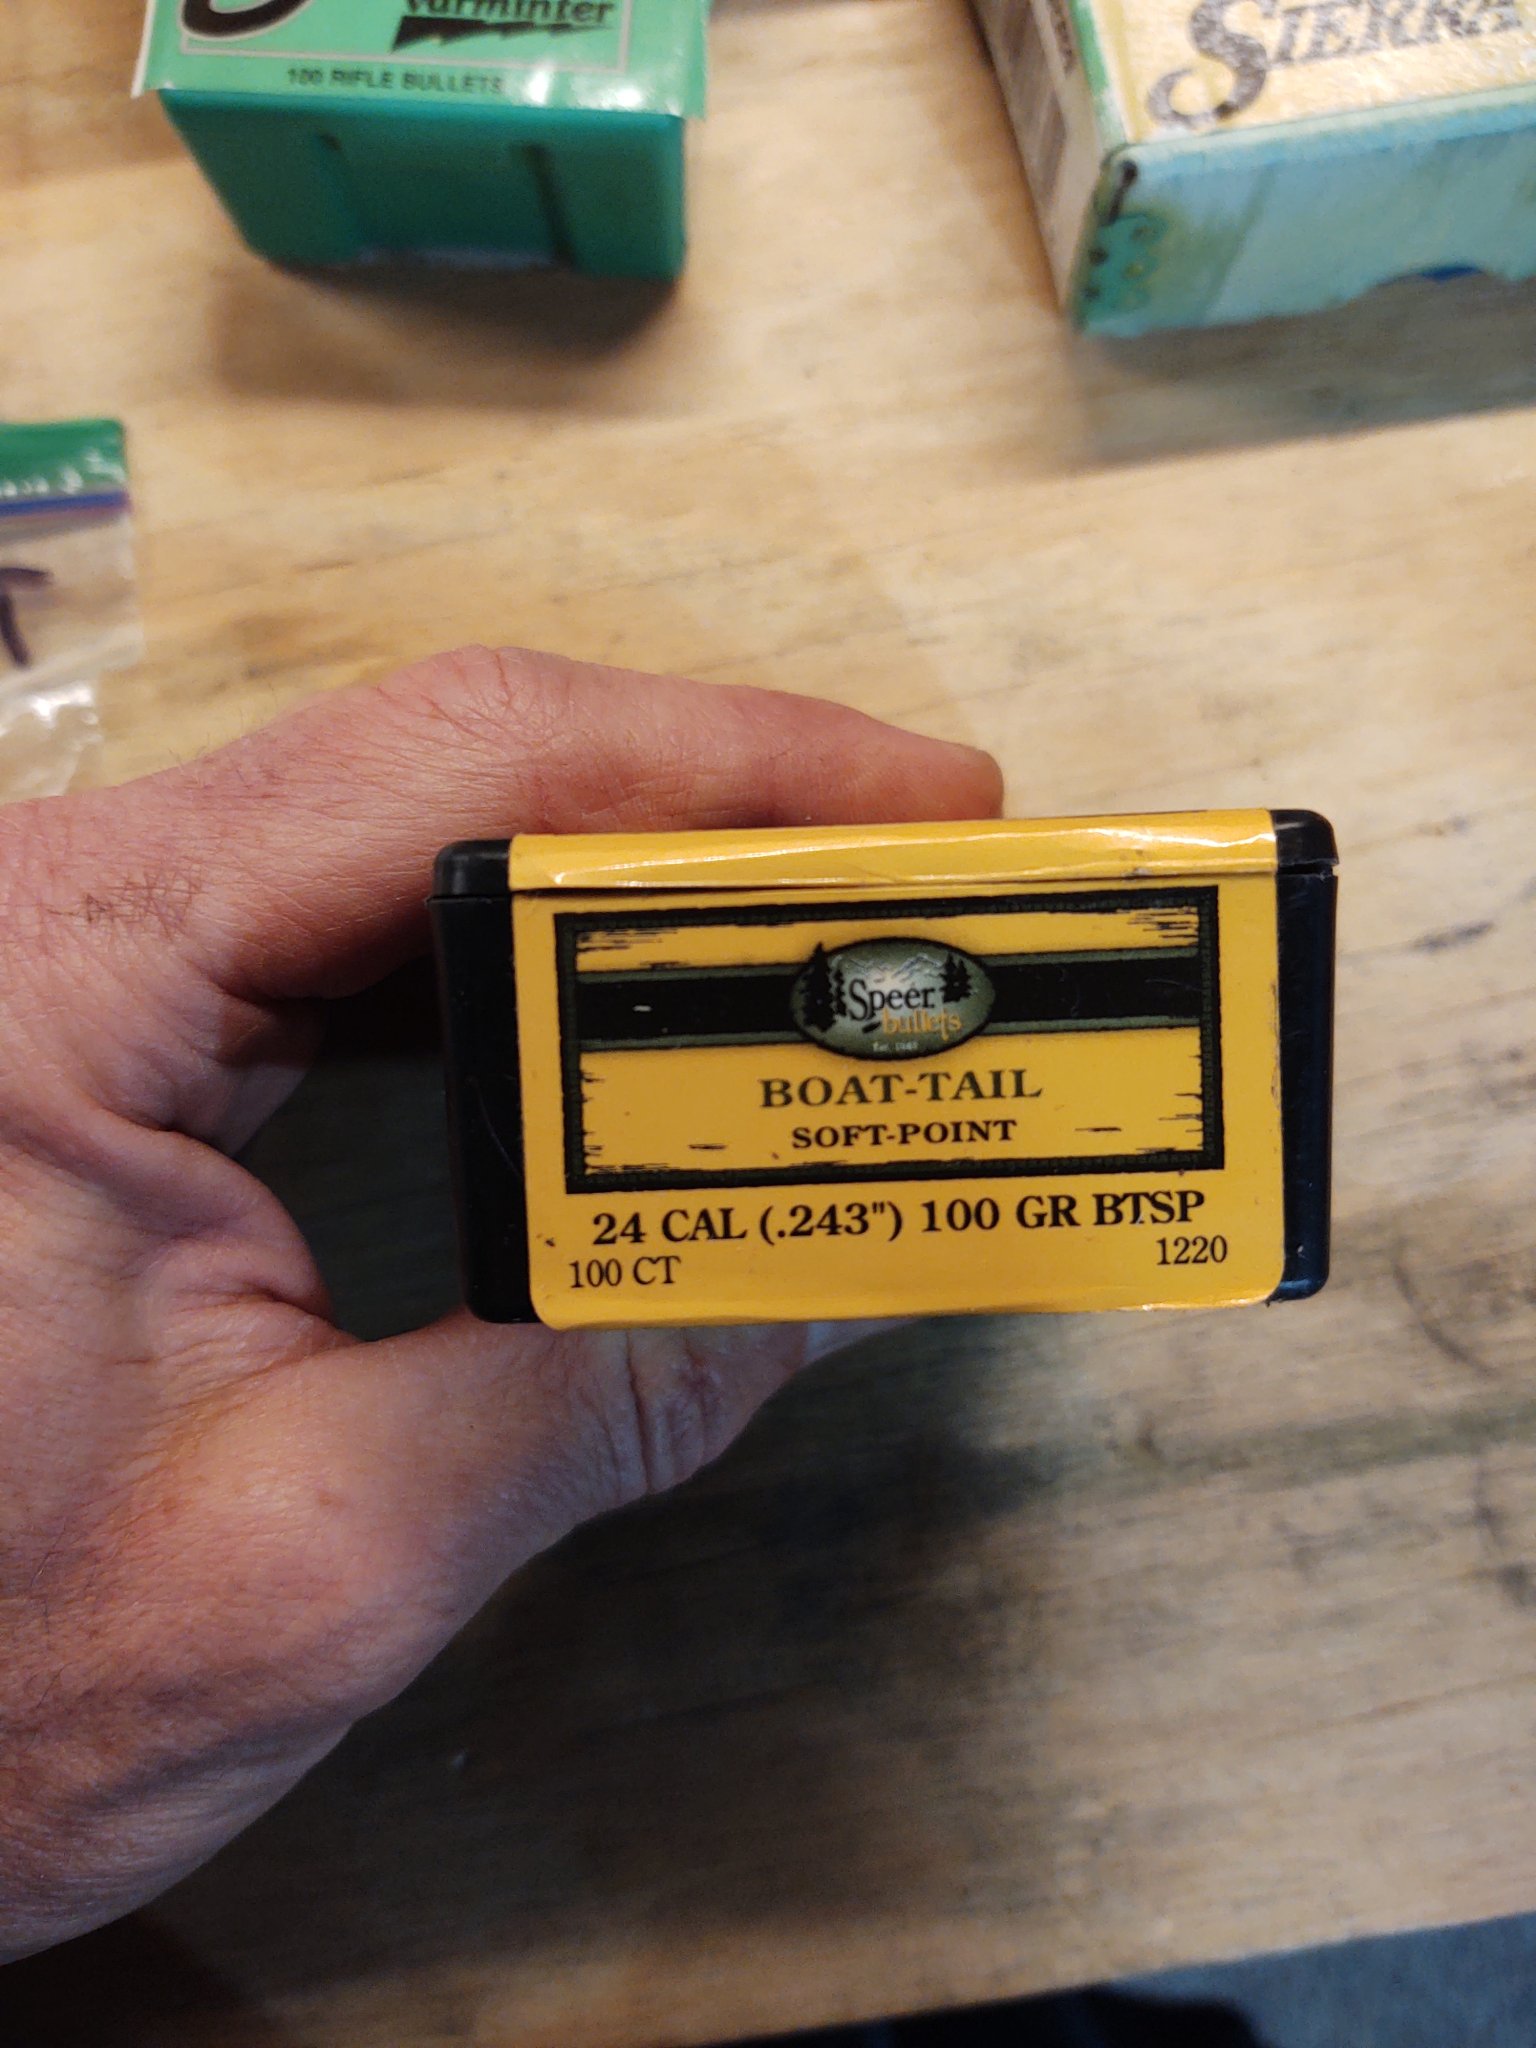 Varminter
100 RIFLE BULLETS
SIERRA
Speer
bullets
BOAT-TAIL
SOFT-POINT
24 CAL (.243") 100 GR BTSP
100 CT
1220